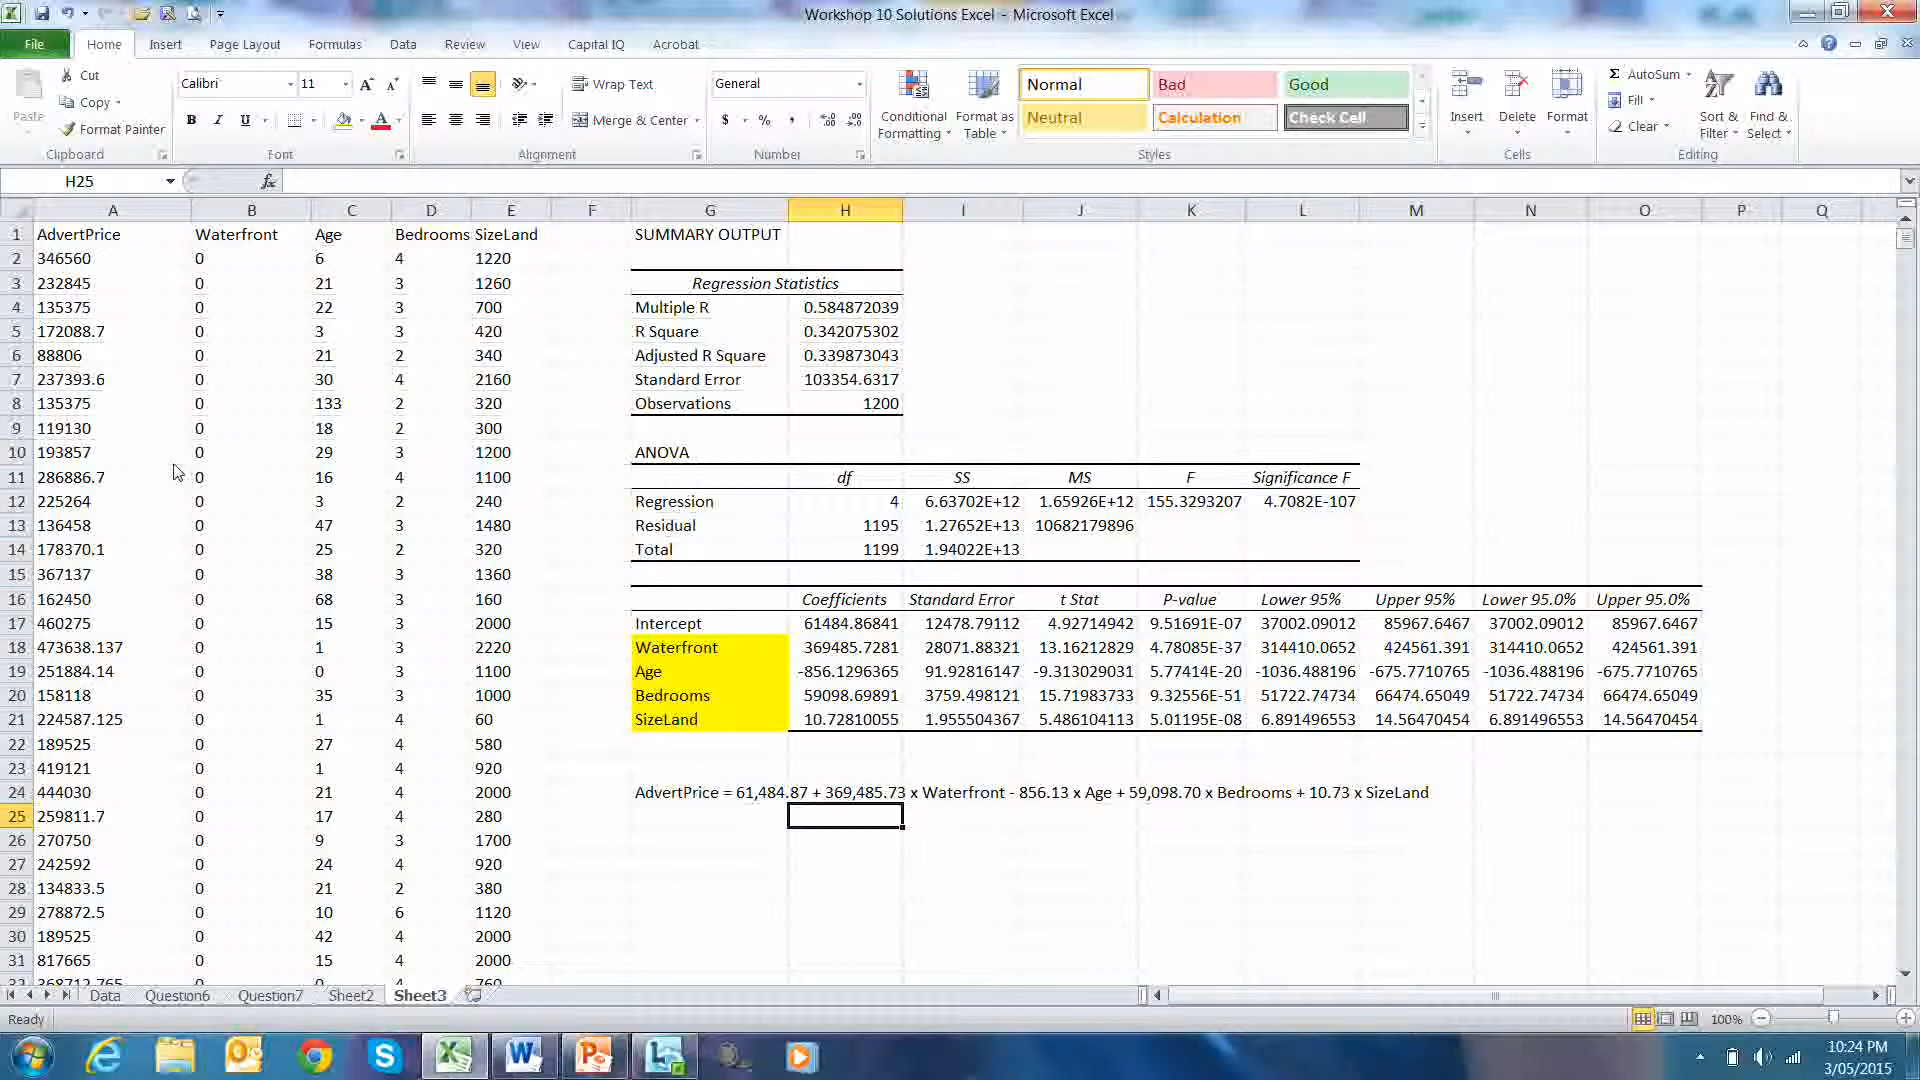 Workshop 10 Solutions Excel - Microsoft Excel
File Home Insert Page Layout Formulas Data Review View Capital IQ Acrobat
Paste
Cut
Copy
Format Painter
Clipboard
Calibri 11
B I U
Font
Wrap Text
Merge & Center
Alignment
General
$ % ,
Number
Conditional Formatting
Format as Table
Normal Bad Good
Neutral Calculation Check Cell
Styles
Insert Delete Format
Cells
AutoSum
Fill
Clear
Sort & Filter
Find & Select
Editing
H25 fx
A B C D E F G H I J K L M N O P Q
1 AdvertPrice Waterfront Age Bedrooms SizeLand SUMMARY OUTPUT
2 346560 0 6 4 1220
3 232845 0 21 3 1260 Regression Statistics
4 135375 0 22 3 700 Multiple R 0.584872039
5 172088.7 0 3 3 420 R Square 0.342075302
6 88806 0 21 2 340 Adjusted R Square 0.339873043
7 237393.6 0 30 4 2160 Standard Error 103354.6317
8 135375 0 133 2 320 Observations 1200
9 119130 0 18 2 300
10 193857 0 29 3 1200 ANOVA
11 286886.7 0 16 4 1100 df SS MS F Significance F
12 225264 0 3 2 240 Regression 4 6.63702E+12 1.65926E+12 155.3293207 4.7082E-107
13 136458 0 47 3 1480 Residual 1195 1.27652E+13 10682179896
14 178370.1 0 25 2 320 Total 1199 1.94022E+13
15 367137 0 38 3 1360
16 162450 0 68 3 160 Coefficients Standard Error t Stat P-value Lower 95% Upper 95% Lower 95.0% Upper 95.0%
17 460275 0 15 3 2000 Intercept 61484.86841 12478.79112 4.92714942 9.51691E-07 37002.09012 85967.6467 37002.09012 85967.6467
18 473638.137 0 1 3 2220 Waterfront 369485.7281 28071.88321 13.16212829 4.78085E-37 314410.0652 424561.391 314410.0652 424561.391
19 251884.14 0 0 3 1100 Age -856.1296365 91.92816147 -9.313029031 5.77414E-20 -1036.488196 -675.7710765 -1036.488196 -675.7710765
20 158118 0 35 3 1000 Bedrooms 59098.69891 3759.498121 15.71983733 9.32556E-51 51722.74734 66474.65049 51722.74734 66474.65049
21 224587.125 0 1 4 60 SizeLand 10.72810055 1.955504367 5.486104113 5.01195E-08 6.891496553 14.56470454 6.891496553 14.56470454
22 189525 0 27 4 580
23 419121 0 1 4 920
24 444030 0 21 4 2000 AdvertPrice = 61,484.87 + 369,485.73 x Waterfront - 856.13 x Age + 59,098.70 x Bedrooms + 10.73 x SizeLand
25 259811.7 0 17 4 280
26 270750 0 9 3 1700
27 242592 0 24 4 920
28 134833.5 0 21 2 380
29 278872.5 0 10 6 1120
30 189525 0 42 4 2000
31 817665 0 15 4 2000
32 368712.765 0 4 760
Data Question6 Question7 Sheet2 Sheet3
Ready 100%
10:24 PM
3/05/2015